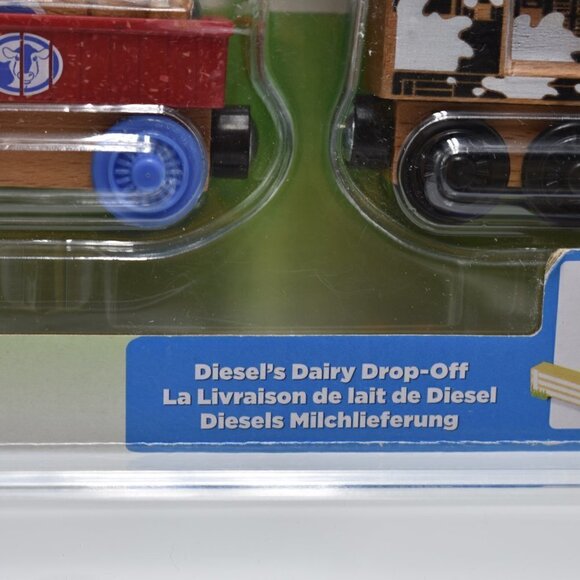 Diesel's Dairy Drop-Off
La Livraison de lait de Diesel
Diesels Milchlieferung